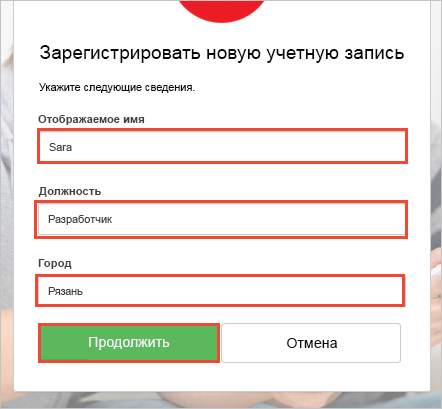 Зарегистрировать новую учетную запись
Укажите следующие сведения.
Отображаемое имя
Sara
Должность
Разработчик
Город
Рязань
Продолжить
Отмена